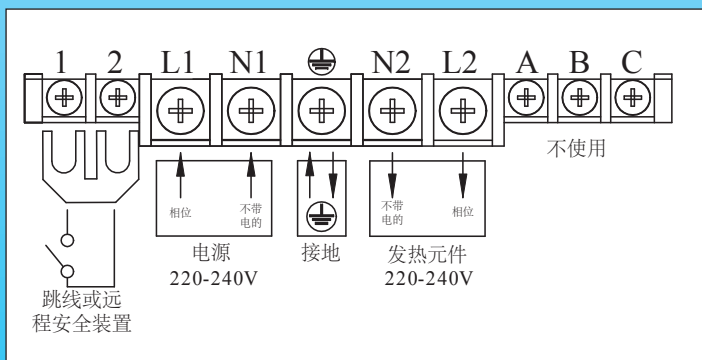 1 2 L1 N1 N2 L2 A B C
不使用
相位
不带
电的
不带
电的
相位
电源
220-240V
接地
发热元件
220-240V
跳线或远
程安全装置